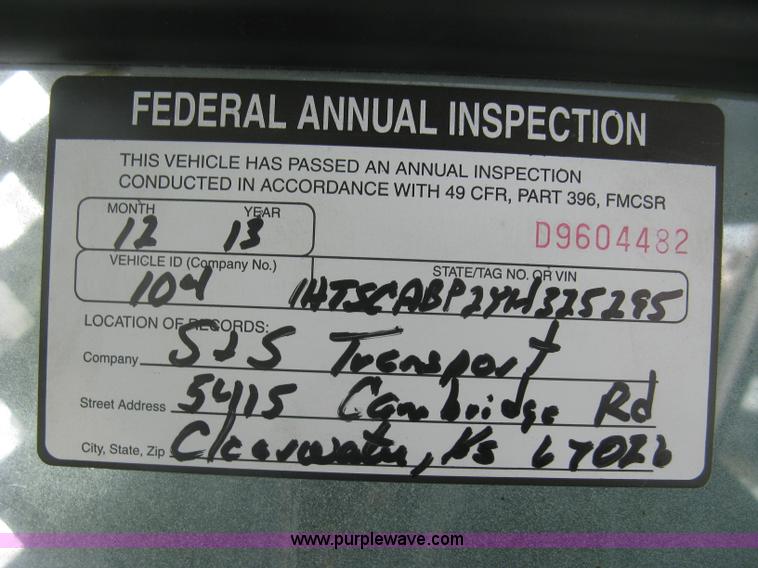 FEDERAL ANNUAL INSPECTION
THIS VEHICLE HAS PASSED AN ANNUAL INSPECTION
CONDUCTED IN ACCORDANCE WITH 49 CFR, PART 396, FMCSR
MONTH YEAR
12 13
D9604482
VEHICLE ID (Company No.) STATE/TAG NO. OR VIN
104 1HTSCABP2YH325295
LOCATION OF RECORDS:
Company S&S Transport
Street Address 5415 Cambridge Rd
City, State, Zip Clearwater, Ks 67026
www.purplewave.com